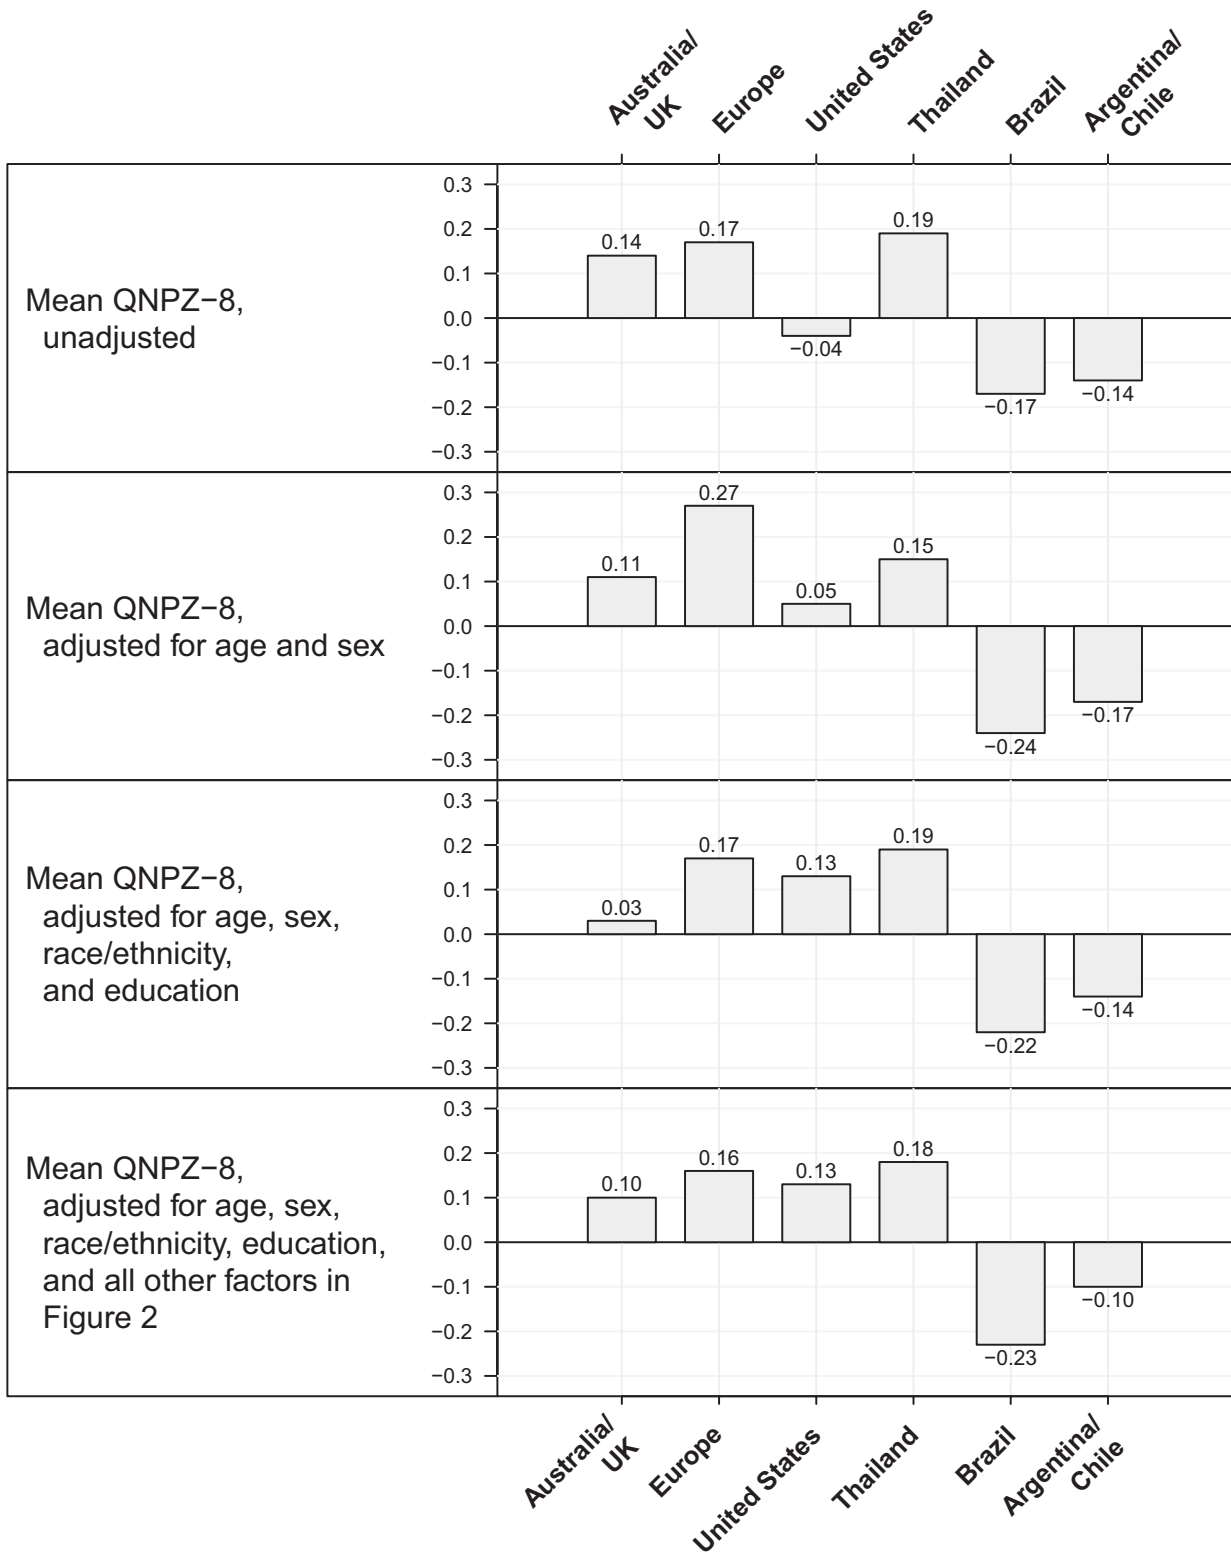 Australia/
UK
Europe
United States
Thailand
Brazil
Argentina/
Chile
Mean QNPZ−8,
unadjusted
0.3
0.2
0.1
0.0
−0.1
−0.2
−0.3
0.14
0.17
−0.04
0.19
−0.17
−0.14
Mean QNPZ−8,
adjusted for age and sex
0.3
0.2
0.1
0.0
−0.1
−0.2
−0.3
0.11
0.27
0.05
0.15
−0.24
−0.17
Mean QNPZ−8,
adjusted for age, sex,
race/ethnicity,
and education
0.3
0.2
0.1
0.0
−0.1
−0.2
−0.3
0.03
0.17
0.13
0.19
−0.22
−0.14
Mean QNPZ−8,
adjusted for age, sex,
race/ethnicity, education,
and all other factors in
Figure 2
0.3
0.2
0.1
0.0
−0.1
−0.2
−0.3
0.10
0.16
0.13
0.18
−0.23
−0.10
Australia/
UK
Europe
United States
Thailand
Brazil
Argentina/
Chile